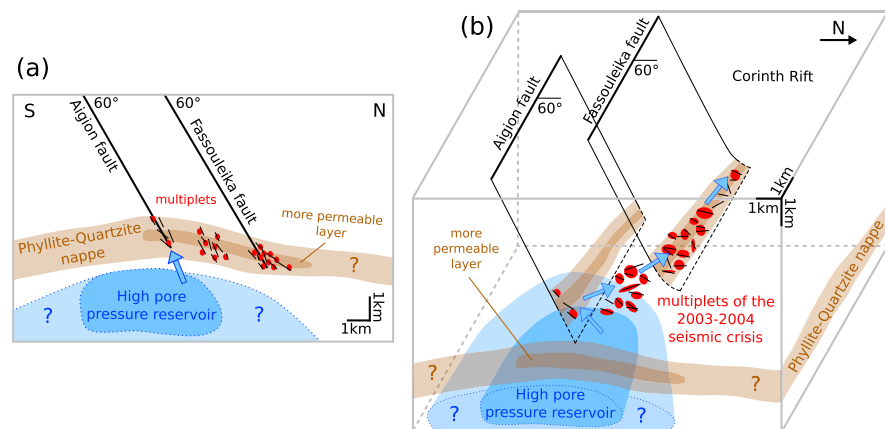 (a)
S
N
60°
60°
Aigion fault
Fassouleika fault
multiplets
more permeable
layer
Phyllite-Quartzite
nappe
?
High pore
pressure reservoir
?
?
1km
1km
(b)
N
60°
60°
Aigion fault
Fassouleika fault
Corinth Rift
1km
1km
1km
more
permeable
layer
multiplets of the
2003-2004
seismic crisis
Phyllite-Quartzite nappe
?
?
High pore
pressure reservoir
?
?